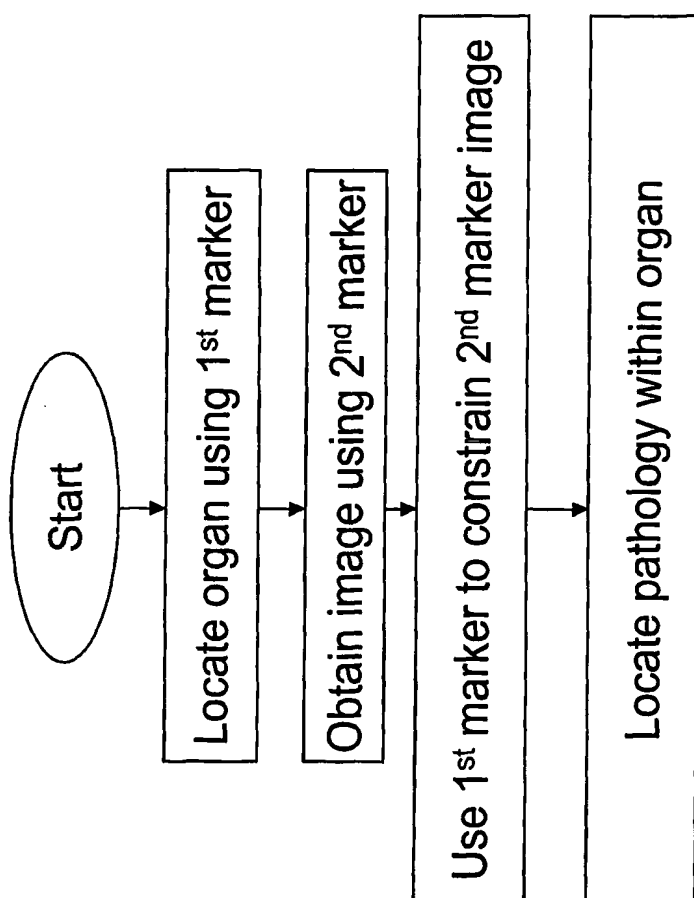 Start
Locate organ using 1st marker
Obtain image using 2nd marker
Use 1st marker to constrain 2nd marker image
Locate pathology within organ